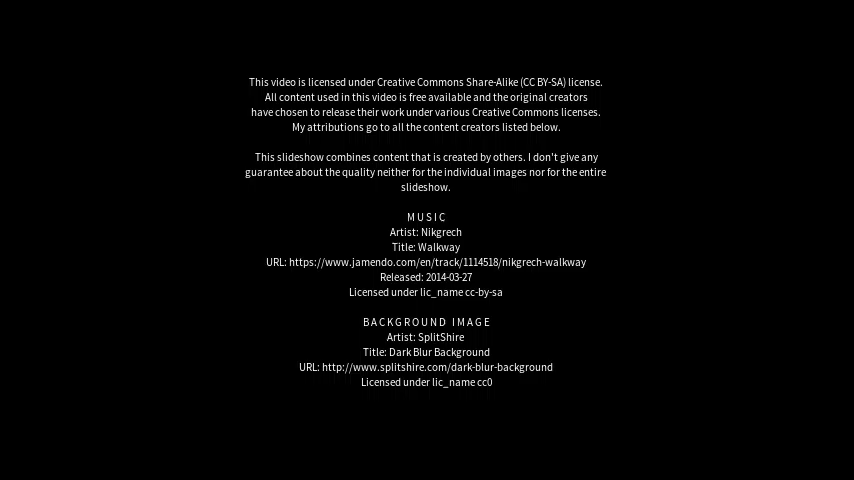 This video is licensed under Creative Commons Share-Alike (CC BY-SA) license.
All content used in this video is free available and the original creators
have chosen to release their work under various Creative Commons licenses.
My attributions go to all the content creators listed below.
This slideshow combines content that is created by others. I don't give any
guarantee about the quality neither for the individual images nor for the entire
slideshow.
MUSIC
Artist: Nikgrech
Title: Walkway
URL: https://www.jamendo.com/en/track/1114518/nikgrech-walkway
Released: 2014-03-27
Licensed under lic_name cc-by-sa
BACKGROUND IMAGE
Artist: SplitShire
Title: Dark Blur Background
URL: http://www.splitshire.com/dark-blur-background
Licensed under lic_name cc0